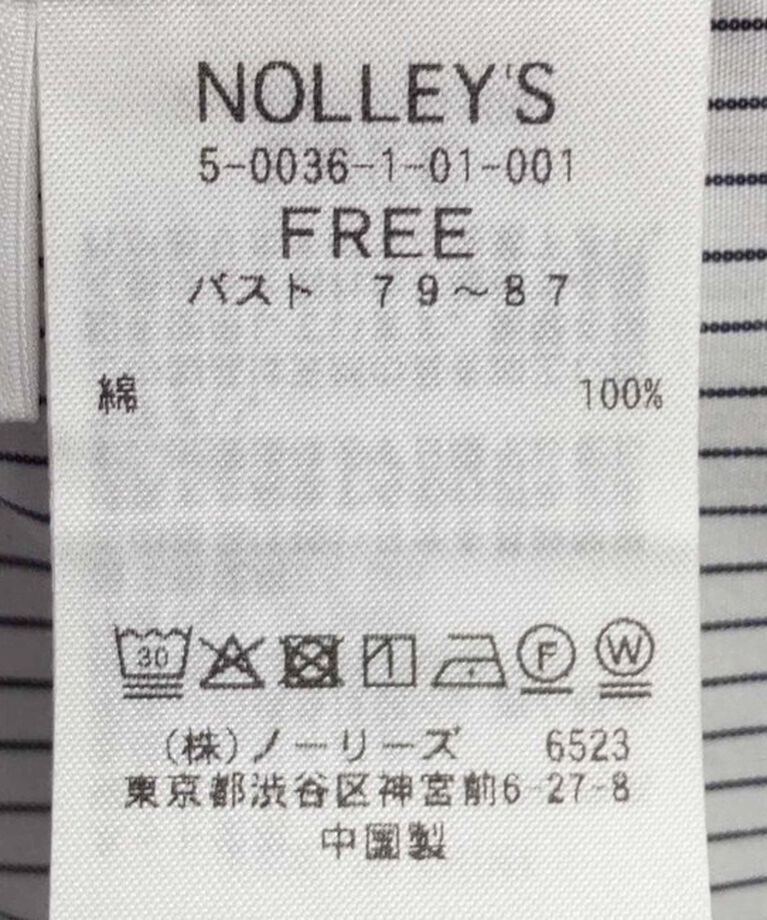 NOLLEY'S
5-0036-1-01-001
FREE
バスト 79～87
綿 100%
30 F W
(株)ノーリーズ 6523
東京都渋谷区神宮前6-27-8
中国製